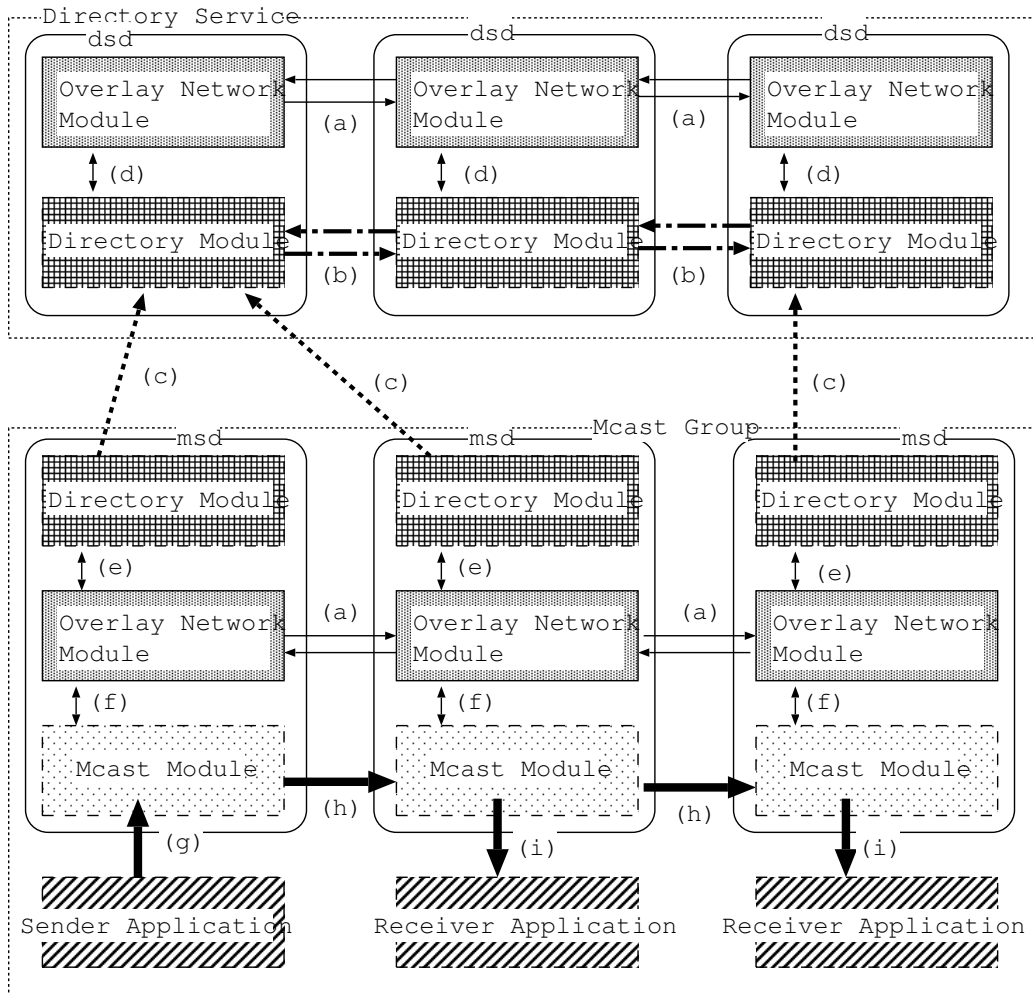 Directory Service
dsd
dsd
dsd
Overlay Network
Module
Overlay Network
Module
Overlay Network
Module
(a)
(a)
(d)
(d)
(d)
Directory Module
Directory Module
Directory Module
(b)
(b)
(c)
(c)
(c)
Mcast Group
msd
msd
msd
Directory Module
Directory Module
Directory Module
(e)
(e)
(e)
Overlay Network
Module
(a)
Overlay Network
Module
(a)
Overlay Network
Module
(f)
(f)
(f)
Mcast Module
Mcast Module
Mcast Module
(h)
(h)
(g)
(i)
(i)
Sender Application
Receiver Application
Receiver Application